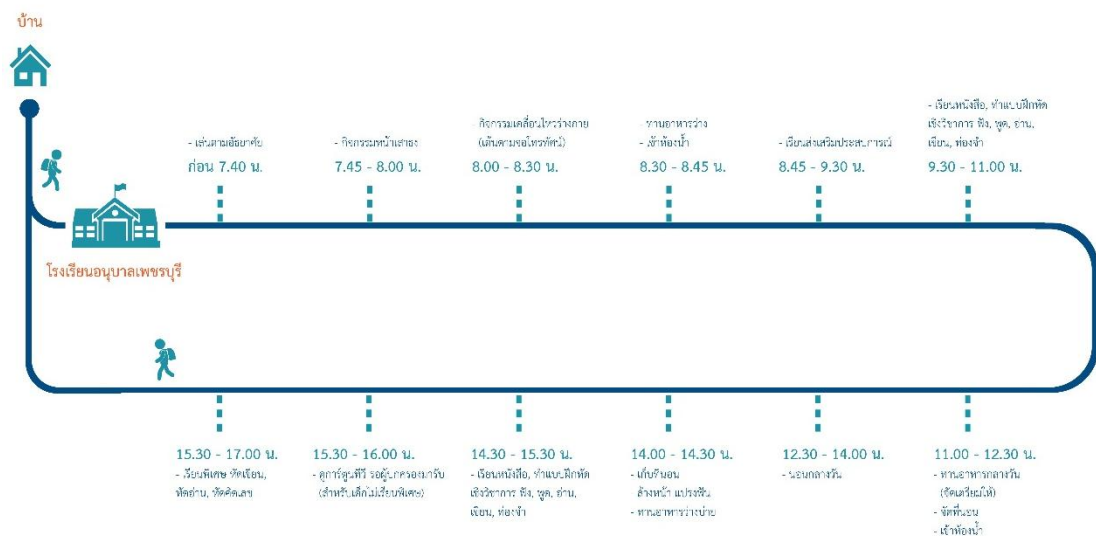 บ้าน
- เล่นตามอัธยาศัย
ก่อน 7.40 น.
- กิจกรรมหน้าเสาธง
7.45 - 8.00 น.
กิจกรรมเคลื่อนไหวร่างกาย
(เต้นตามจอโทรทัศน์)
8.00 - 8.30 น.
- ทานอาหารว่าง
- เข้าห้องน้ำ
8.30 - 8.45 น.
- เรียนส่งเสริมประสบการณ์
8.45 - 9.30 น.
- เรียนหนังสือ, ทำแบบฝึกหัด
เชิงวิชาการ ฟัง, พูด, อ่าน,
เขียน, ท่องจำ
9.30 - 11.00 น.
โรงเรียนอนุบาลเพชรบุรี
15.30 - 17.00 น.
- เรียนพิเศษ หัดเขียน,
หัดอ่าน, หัดคิดเลข
15.30 - 16.00 น.
- ดูการ์ตูนทีวี รอผู้ปกครองมารับ
(สำหรับเด็กไม่เรียนพิเศษ)
14.30 - 15.30 น.
- เรียนหนังสือ, ทำแบบฝึกหัด
เชิงวิชาการ ฟัง, พูด, อ่าน,
เขียน, ท่องจำ
14.00 - 14.30 น.
- เก็บที่นอน
ล้างหน้า แปรงฟัน
- ทานอาหารว่างบ่าย
12.30 - 14.00 น.
- นอนกลางวัน
11.00 - 12.30 น.
- ทานอาหารกลางวัน
(จัดเตรียมให้)
- จัดที่นอน
- เข้าห้องน้ำ